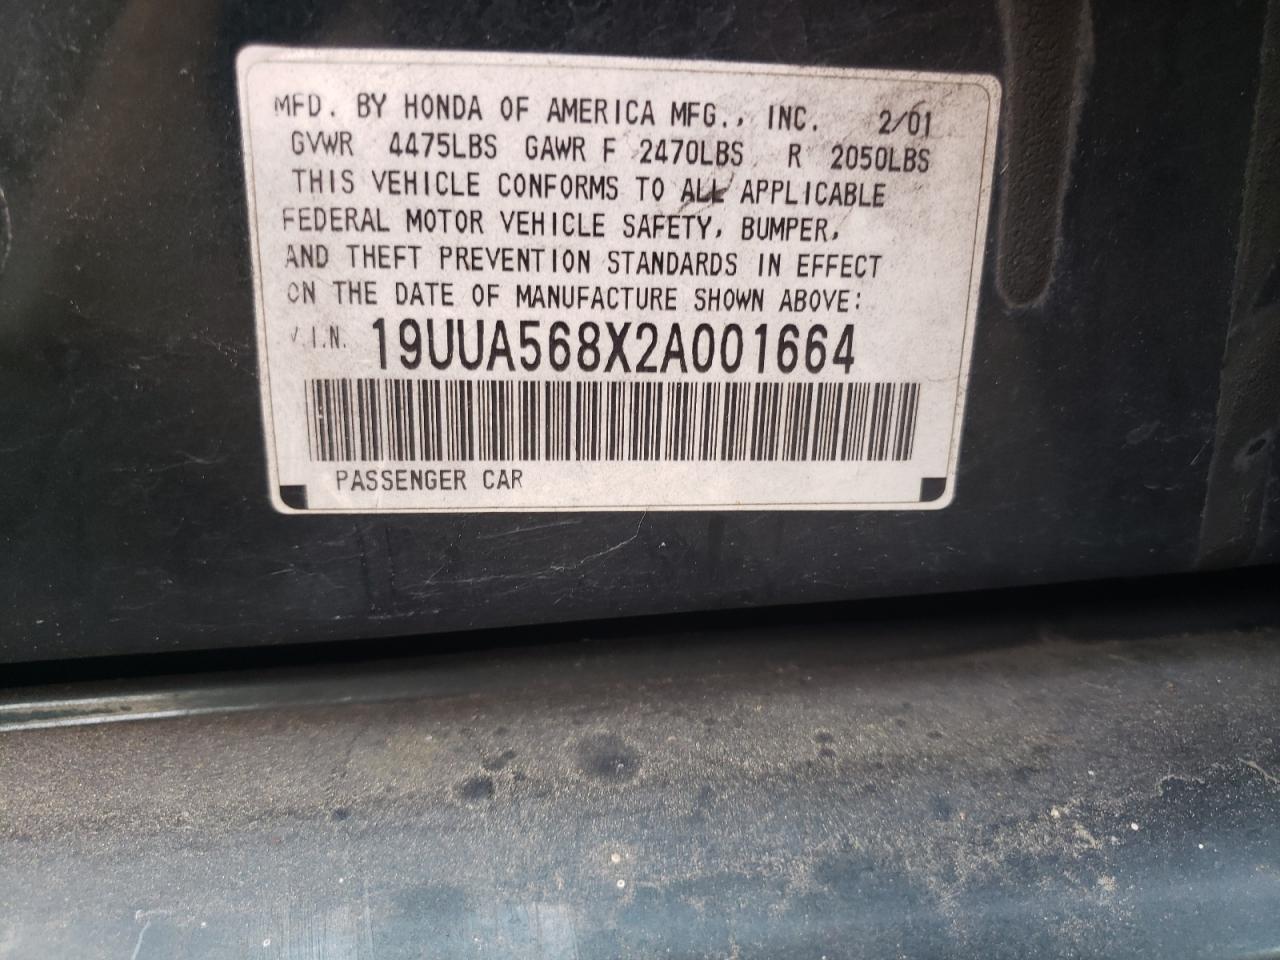 MFD. BY HONDA OF AMERICA MFG., INC. 2/01
GVWR 4475LBS GAWR F 2470LBS R 2050LBS
THIS VEHICLE CONFORMS TO ALL APPLICABLE
FEDERAL MOTOR VEHICLE SAFETY, BUMPER,
AND THEFT PREVENTION STANDARDS IN EFFECT
ON THE DATE OF MANUFACTURE SHOWN ABOVE:
V.I.N. 19UUA568X2A001664
PASSENGER CAR